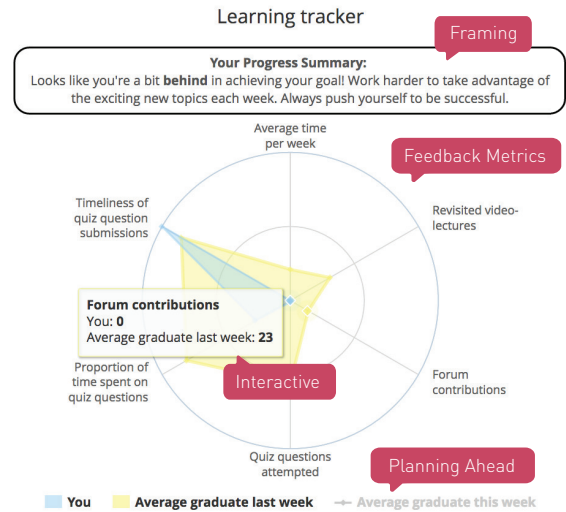 Learning tracker
Framing
Your Progress Summary:
Looks like you're a bit behind in achieving your goal! Work harder to take advantage of
the exciting new topics each week. Always push yourself to be successful.
Average time
per week
Feedback Metrics
Timeliness of
quiz question
submissions
Revisited video-
lectures
Forum contributions
You: 0
Average graduate last week: 23
Interactive
Proportion of
time spent on
quiz questions
Forum
contributions
Quiz questions
attempted
Planning Ahead
You
Average graduate last week
Average graduate this week